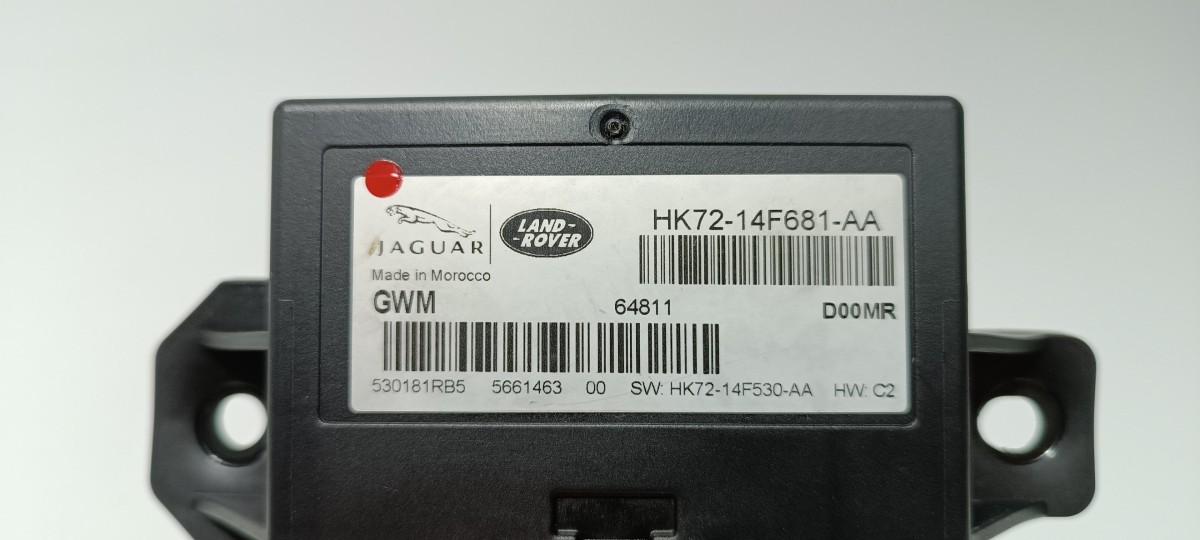 JAGUAR
LAND-
-ROVER
HK72-14F681-AA
Made in Morocco
GWM 64811 D00MR
530181RB5 5661463 00 SW: HK72-14F530-AA HW: C2